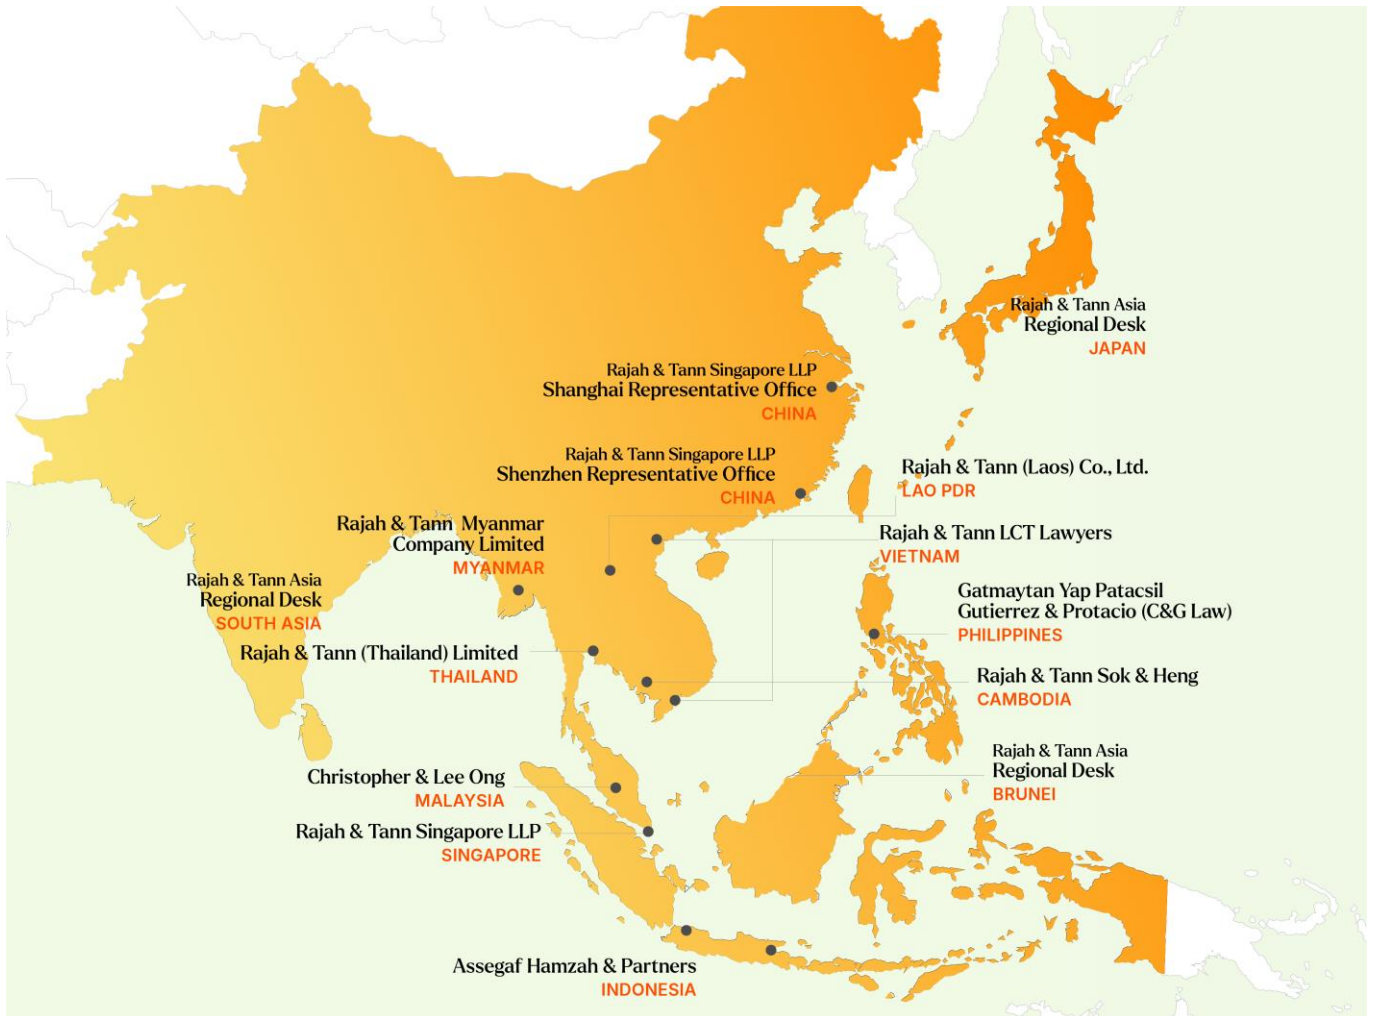 Rajah & Tann Asia
Regional Desk
JAPAN
Rajah & Tann Singapore LLP
Shanghai Representative Office
CHINA
Rajah & Tann Singapore LLP
Shenzhen Representative Office
CHINA
Rajah & Tann (Laos) Co., Ltd.
LAO PDR
Rajah & Tann Myanmar
Company Limited
MYANMAR
Rajah & Tann LCT Lawyers
VIETNAM
Rajah & Tann Asia
Regional Desk
SOUTH ASIA
Gatmaytan Yap Patacsil
Gutierrez & Protacio (C&G Law)
PHILIPPINES
Rajah & Tann (Thailand) Limited
THAILAND
Rajah & Tann Sok & Heng
CAMBODIA
Rajah & Tann Asia
Regional Desk
BRUNEI
Christopher & Lee Ong
MALAYSIA
Rajah & Tann Singapore LLP
SINGAPORE
Assegaf Hamzah & Partners
INDONESIA